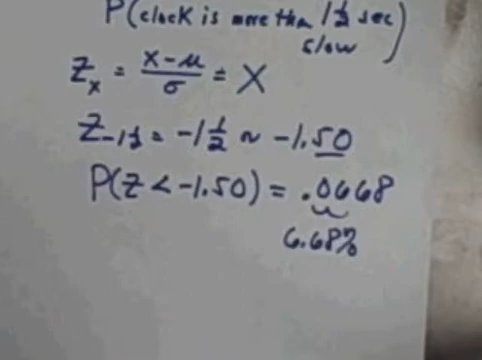 P(clock is more than 1½ sec
slow)
Zx = x-μ/σ = X
Z-1½ = -1½ ~ -1.50
P(Z < -1.50) = .0668
6.68%